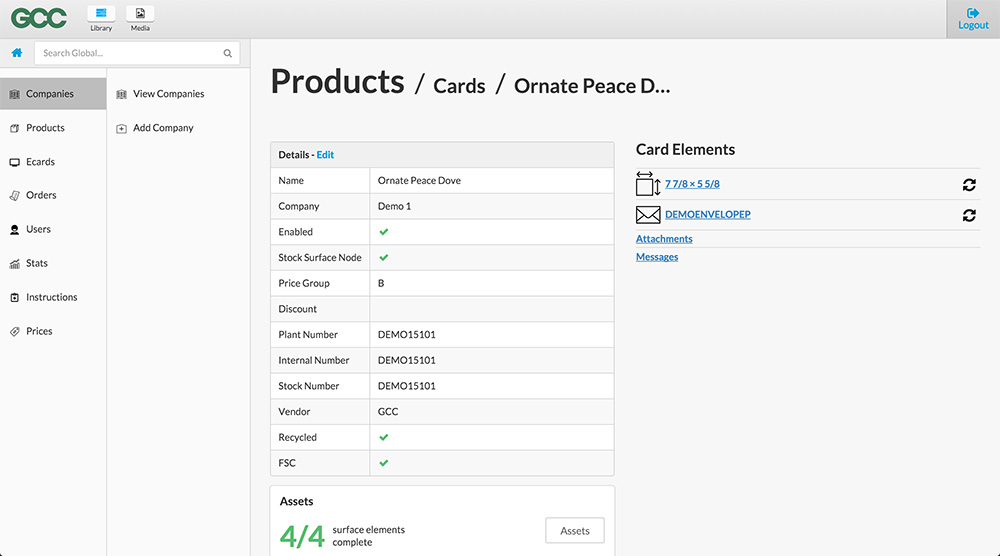 GCC
Library
Media
Logout
Search Global...
Companies
Products
Ecards
Orders
Users
Stats
Instructions
Prices
View Companies
Add Company
Products / Cards / Ornate Peace D...
Details - Edit
Name Ornate Peace Dove
Company Demo 1
Enabled
Stock Surface Node
Price Group B
Discount
Plant Number DEMO15101
Internal Number DEMO15101
Stock Number DEMO15101
Vendor GCC
Recycled
FSC
Assets
4/4 surface elements
complete
Assets
Card Elements
7 7/8 × 5 5/8
DEMOENVELOPEP
Attachments
Messages